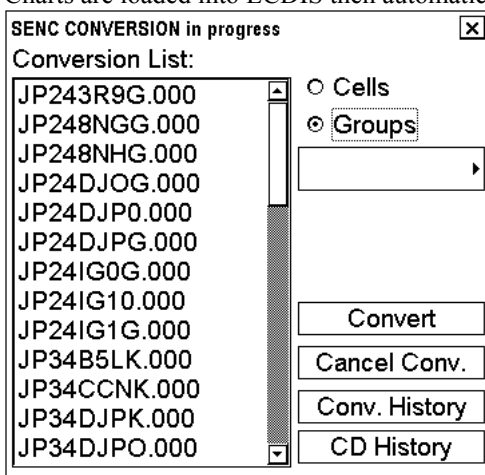 Charts are loaded into ECDIS then automatic
SENC CONVERSION in progress
Conversion List:
JP243R9G.000
JP248NGG.000
JP248NHG.000
JP24DJOG.000
JP24DJP0.000
JP24DJPG.000
JP24IG0G.000
JP24IG10.000
JP24IG1G.000
JP34B5LK.000
JP34CCNK.000
JP34DJPK.000
JP34DJPO.000
Cells
Groups
Convert
Cancel Conv.
Conv. History
CD History